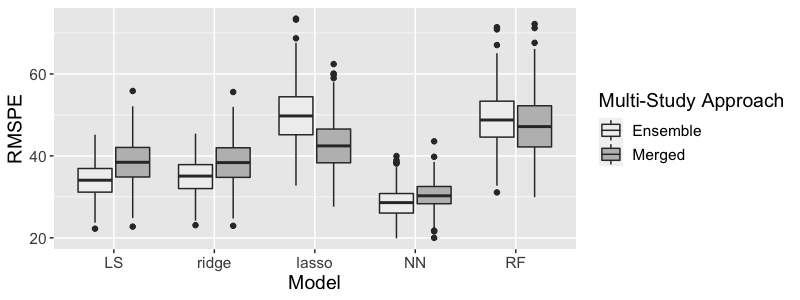 RMSPE
60
40
20
LS ridge lasso NN RF
Model
Multi-Study Approach
Ensemble
Merged